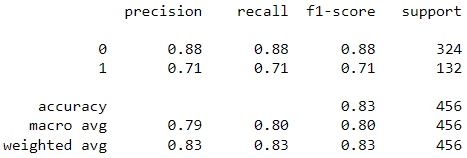 precision recall f1-score support
0 0.88 0.88 0.88 324
1 0.71 0.71 0.71 132
accuracy 0.83 456
macro avg 0.79 0.80 0.80 456
weighted avg 0.83 0.83 0.83 456